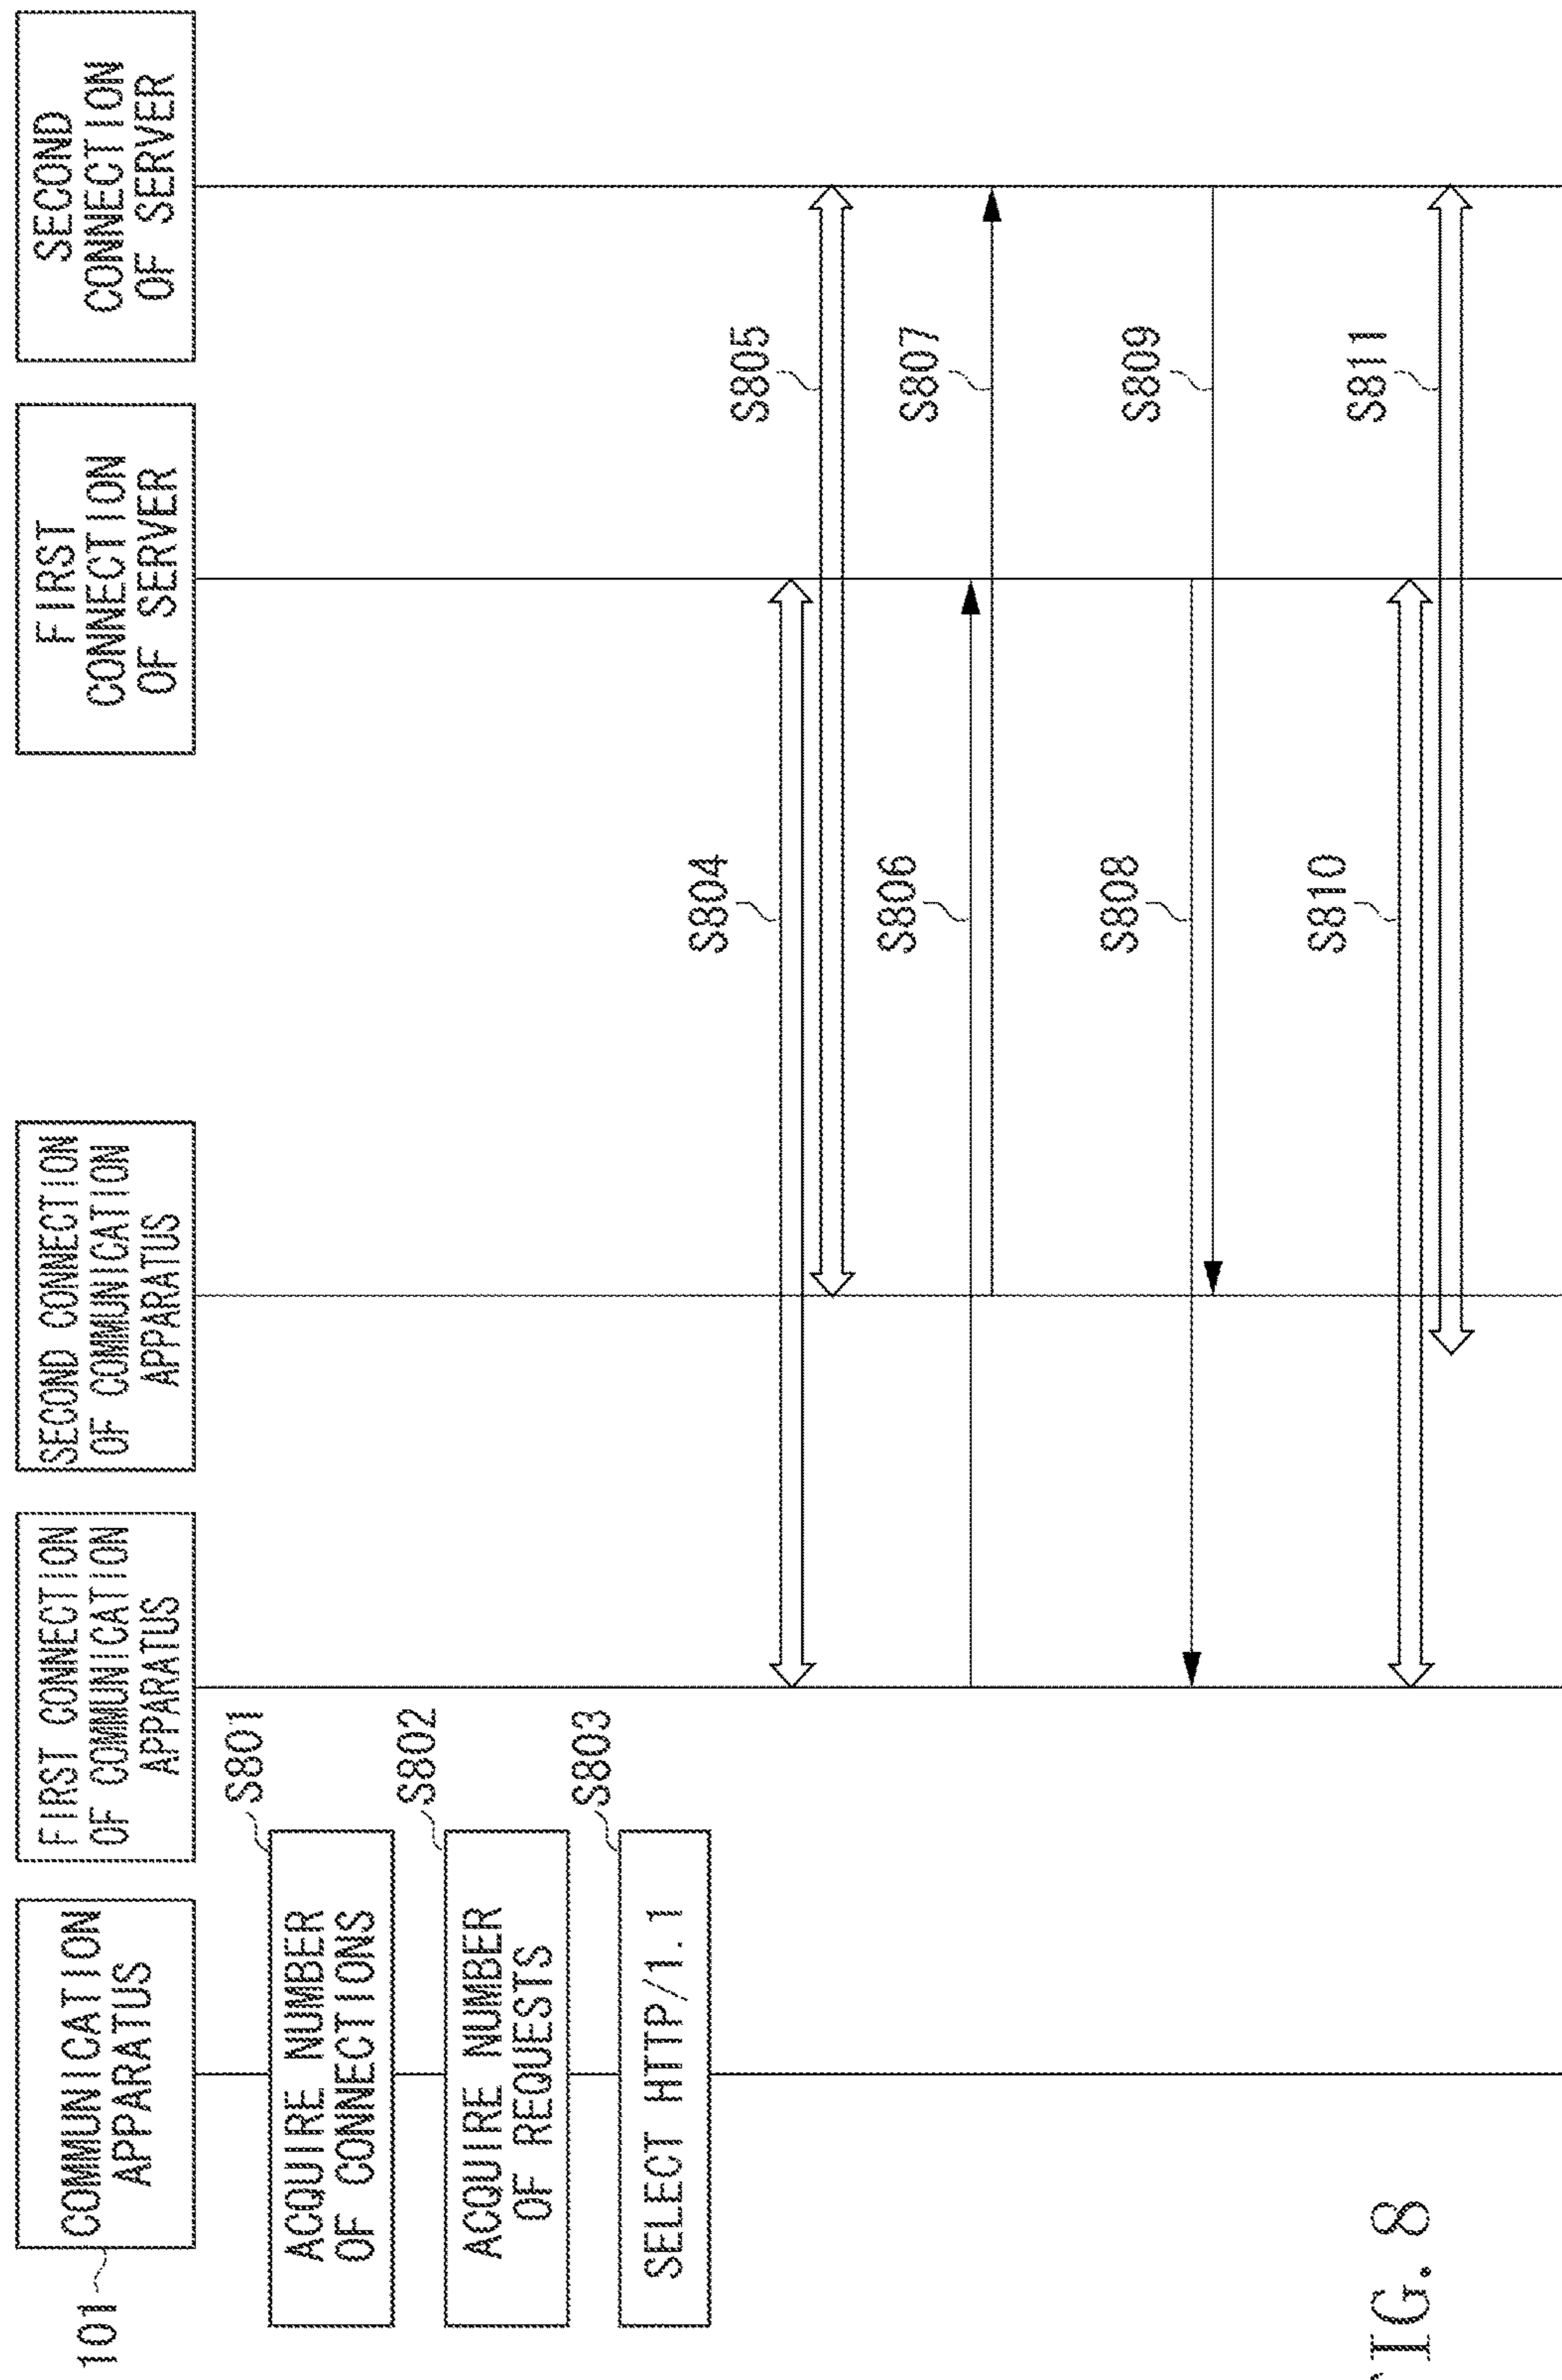 101
COMMUNICATION
APPARATUS
FIRST CONNECTION
OF COMMUNICATION
APPARATUS
SECOND CONNECTION
OF COMMUNICATION
APPARATUS
FIRST
CONNECTION
OF SERVER
SECOND
CONNECTION
OF SERVER
S801
ACQUIRE NUMBER
OF CONNECTIONS
S802
ACQUIRE NUMBER
OF REQUESTS
S803
SELECT HTTP/1.1
S804
S805
S806
S807
S808
S809
S810
S811
FIG. 8